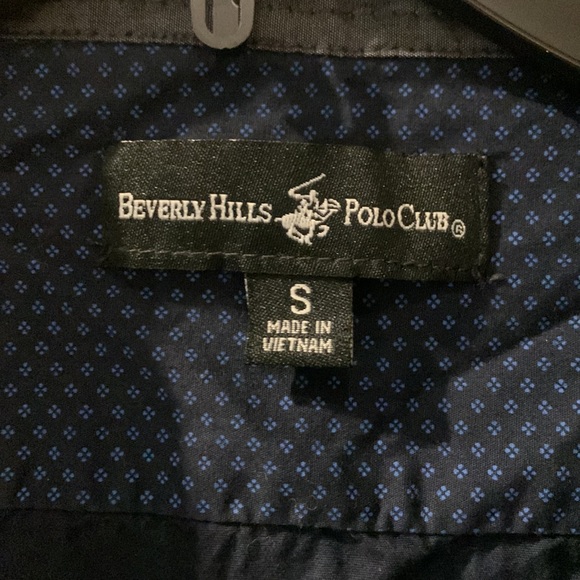 BEVERLY HILLS POLO CLUB®
S
MADE IN
VIETNAM